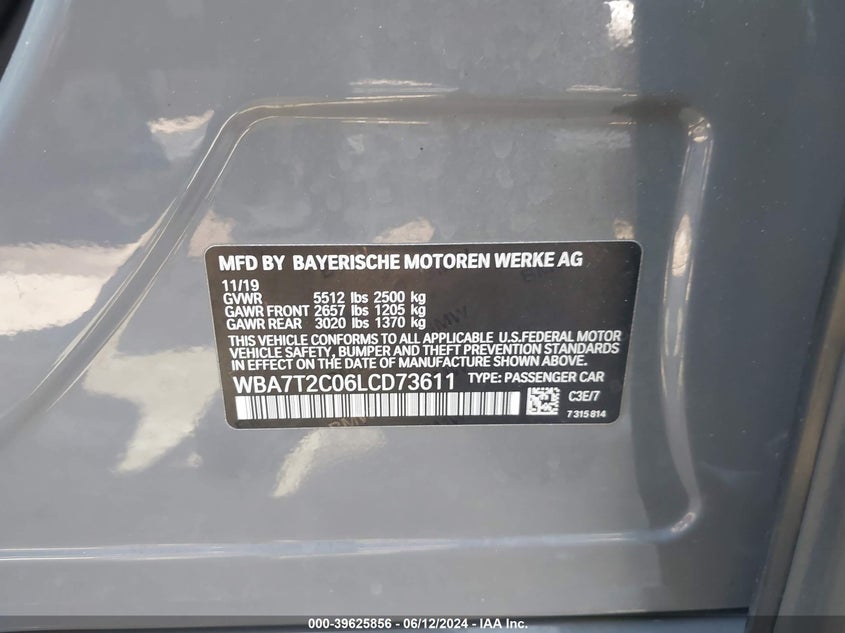 MFD BY BAYERISCHE MOTOREN WERKE AG
11/19
GVWR 5512 lbs 2500 kg
GAWR FRONT 2657 lbs 1205 kg
GAWR REAR 3020 lbs 1370 kg
THIS VEHICLE CONFORMS TO ALL APPLICABLE U.S.FEDERAL MOTOR
VEHICLE SAFETY, BUMPER, AND THEFT PREVENTION STANDARDS
IN EFFECT ON THE DATE OF MANUFACTURE SHOWN ABOVE.
WBA7T2C06LCD73611 TYPE: PASSENGER CAR
C3E/7
7315814
000-39625856 - 06/12/2024 - IAA Inc.